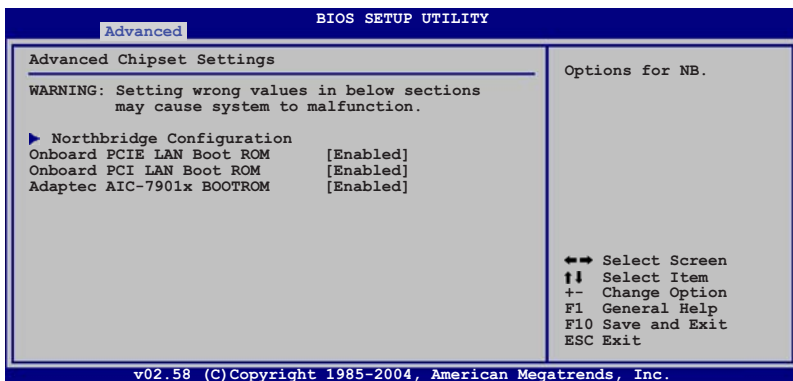 BIOS SETUP UTILITY
Advanced
Advanced Chipset Settings
WARNING: Setting wrong values in below sections
may cause system to malfunction.
Northbridge Configuration
Onboard PCIE LAN Boot ROM [Enabled]
Onboard PCI LAN Boot ROM [Enabled]
Adaptec AIC-7901x BOOTROM [Enabled]
Options for NB.
Select Screen
Select Item
+- Change Option
F1 General Help
F10 Save and Exit
ESC Exit
v02.58 (C)Copyright 1985-2004, American Megatrends, Inc.